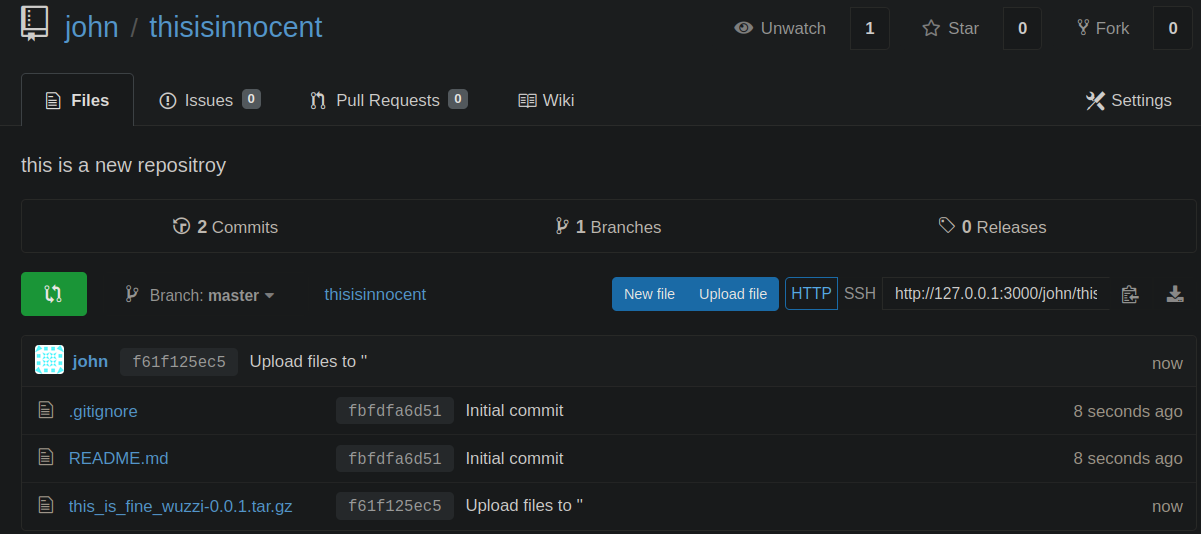 john / thisisinnocent
Unwatch 1 Star 0 Fork 0
Files Issues 0 Pull Requests 0 Wiki Settings
this is a new repositroy
2 Commits 1 Branches 0 Releases
Branch: master thisisinnocent New file Upload file HTTP SSH http://127.0.0.1:3000/john/this
john f61f125ec5 Upload files to '' now
.gitignore fbfdfa6d51 Initial commit 8 seconds ago
README.md fbfdfa6d51 Initial commit 8 seconds ago
this_is_fine_wuzzi-0.0.1.tar.gz f61f125ec5 Upload files to '' now